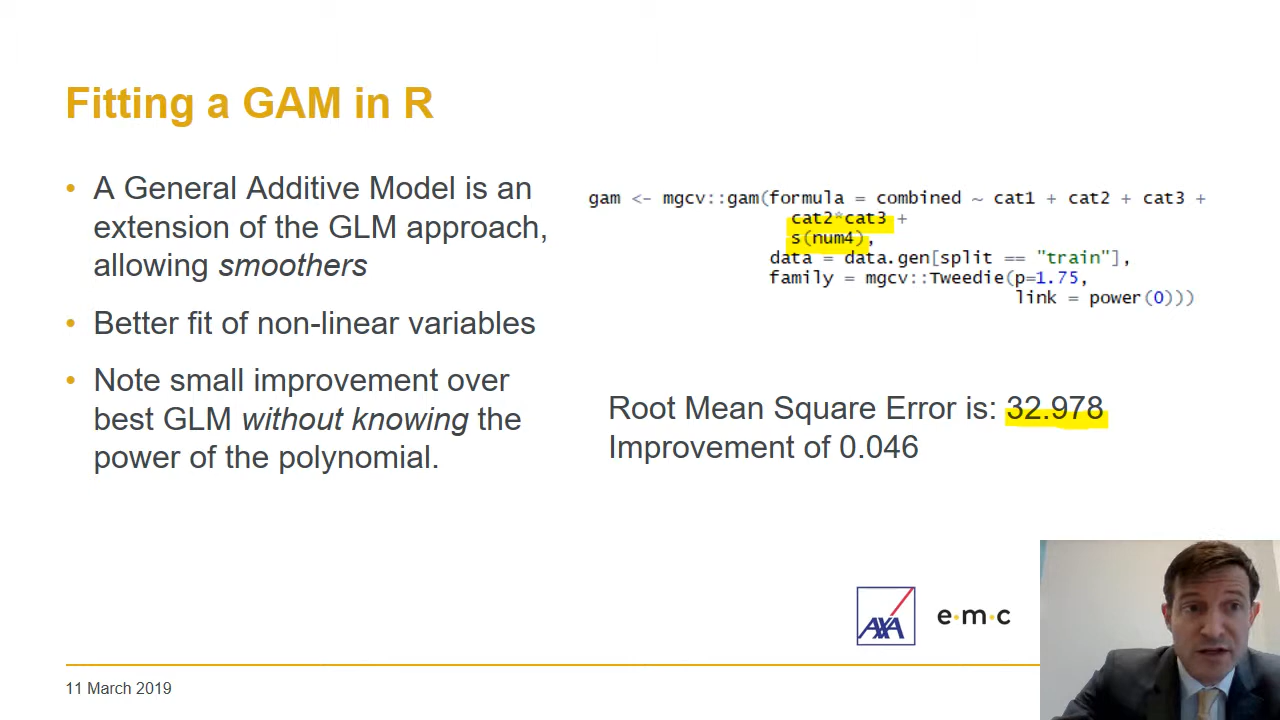 Fitting a GAM in R
• A General Additive Model is an
extension of the GLM approach,
allowing smoothers
• Better fit of non-linear variables
• Note small improvement over
best GLM without knowing the
power of the polynomial.
gam <- mgcv::gam(formula = combined ~ cat1 + cat2 + cat3 +
cat2*cat3 +
s(num4),
data = data.gen[split == "train"],
family = mgcv::Tweedie(p=1.75,
link = power(0)))
Root Mean Square Error is: 32.978
Improvement of 0.046
AXA
e·m·c
11 March 2019